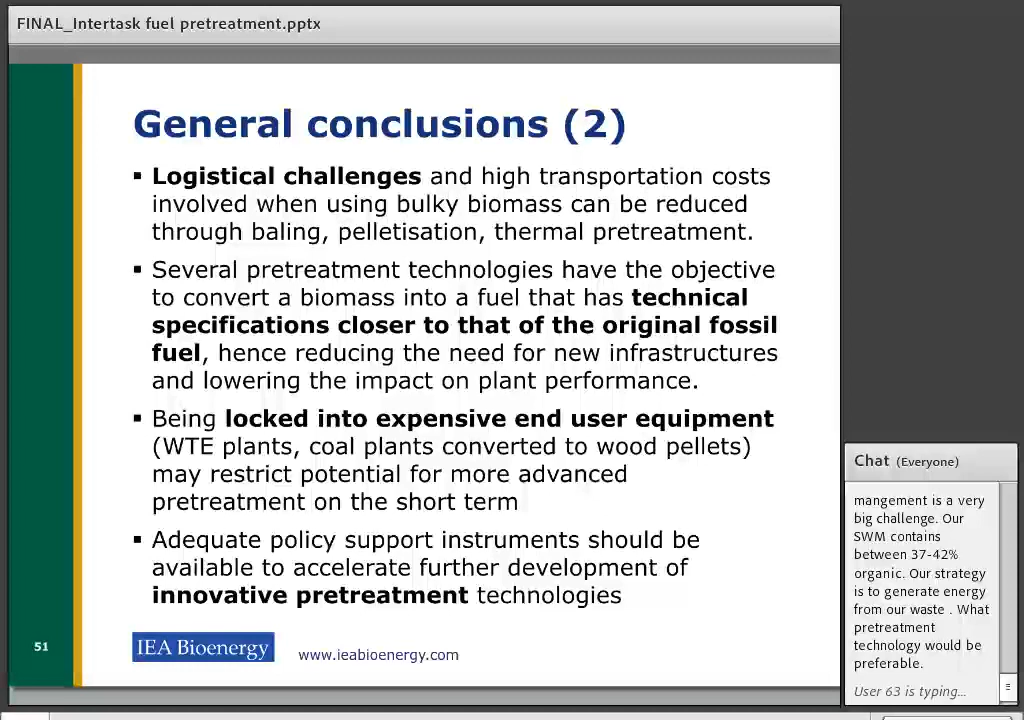 FINAL_Intertask fuel pretreatment.pptx
General conclusions (2)
▪ Logistical challenges and high transportation costs
involved when using bulky biomass can be reduced
through baling, pelletisation, thermal pretreatment.
▪ Several pretreatment technologies have the objective
to convert a biomass into a fuel that has technical
specifications closer to that of the original fossil
fuel, hence reducing the need for new infrastructures
and lowering the impact on plant performance.
▪ Being locked into expensive end user equipment
(WTE plants, coal plants converted to wood pellets)
may restrict potential for more advanced
pretreatment on the short term
▪ Adequate policy support instruments should be
available to accelerate further development of
innovative pretreatment technologies
51
IEA Bioenergy
www.ieabioenergy.com
Chat (Everyone)
mangement is a very
big challenge. Our
SWM contains
between 37-42%
organic. Our strategy
is to generate energy
from our waste . What
pretreatment
technology would be
preferable.
User 63 is typing...